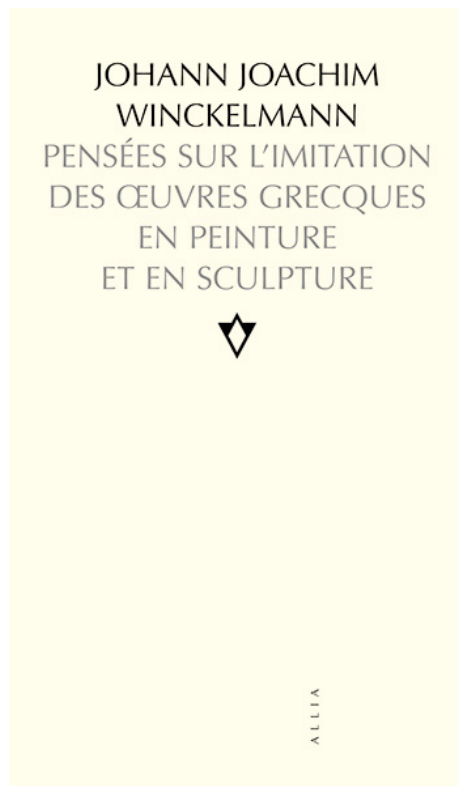 JOHANN JOACHIM
WINCKELMANN
PENSÉES SUR L'IMITATION
DES ŒUVRES GRECQUES
EN PEINTURE
ET EN SCULPTURE
ALLIA